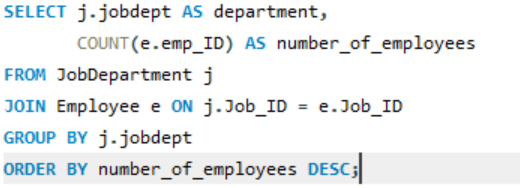 SELECT j.jobdept AS department,
       COUNT(e.emp_ID) AS number_of_employees
FROM JobDepartment j
JOIN Employee e ON j.Job_ID = e.Job_ID
GROUP BY j.jobdept
ORDER BY number_of_employees DESC;